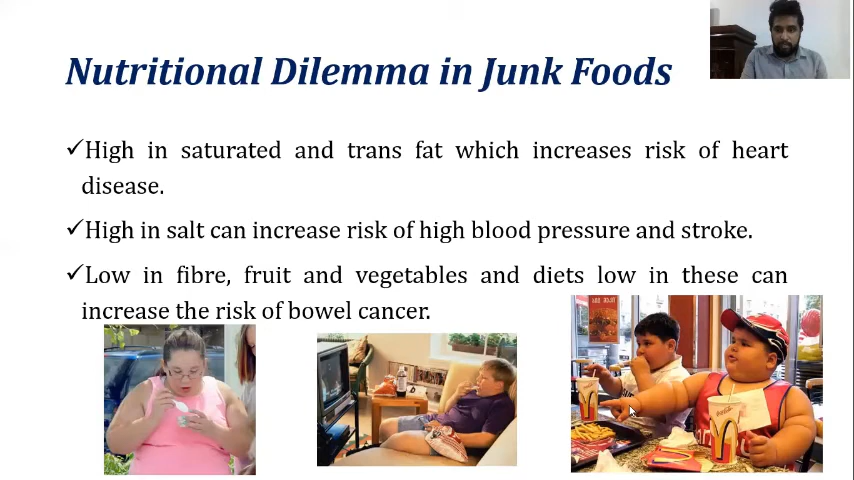 Nutritional Dilemma in Junk Foods
✓High in saturated and trans fat which increases risk of heart
disease.
✓High in salt can increase risk of high blood pressure and stroke.
✓Low in fibre, fruit and vegetables and diets low in these can
increase the risk of bowel cancer.